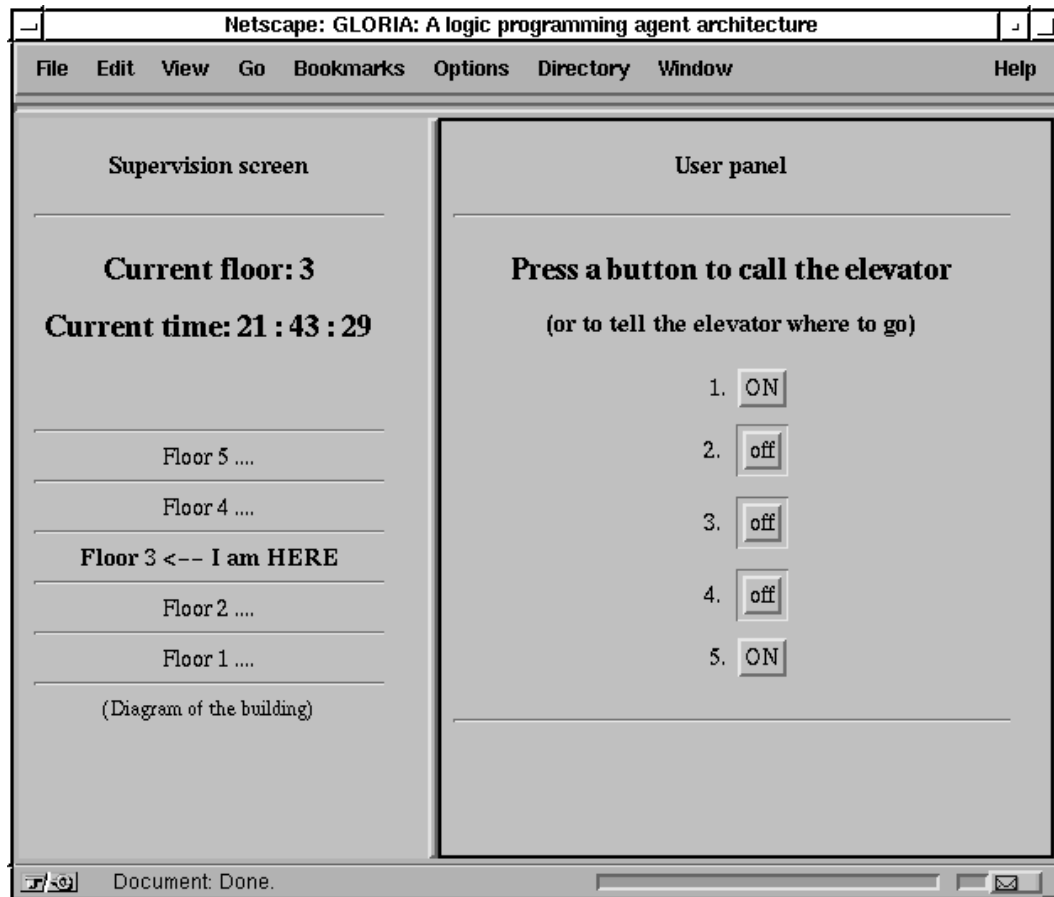 Netscape: GLORIA: A logic programming agent architecture
File Edit View Go Bookmarks Options Directory Window Help
Supervision screen
Current floor: 3
Current time: 21 : 43 : 29
Floor 5 ....
Floor 4 ....
Floor 3 <-- I am HERE
Floor 2 ....
Floor 1 ....
(Diagram of the building)
User panel
Press a button to call the elevator
(or to tell the elevator where to go)
1. ON
2. off
3. off
4. off
5. ON
Document: Done.